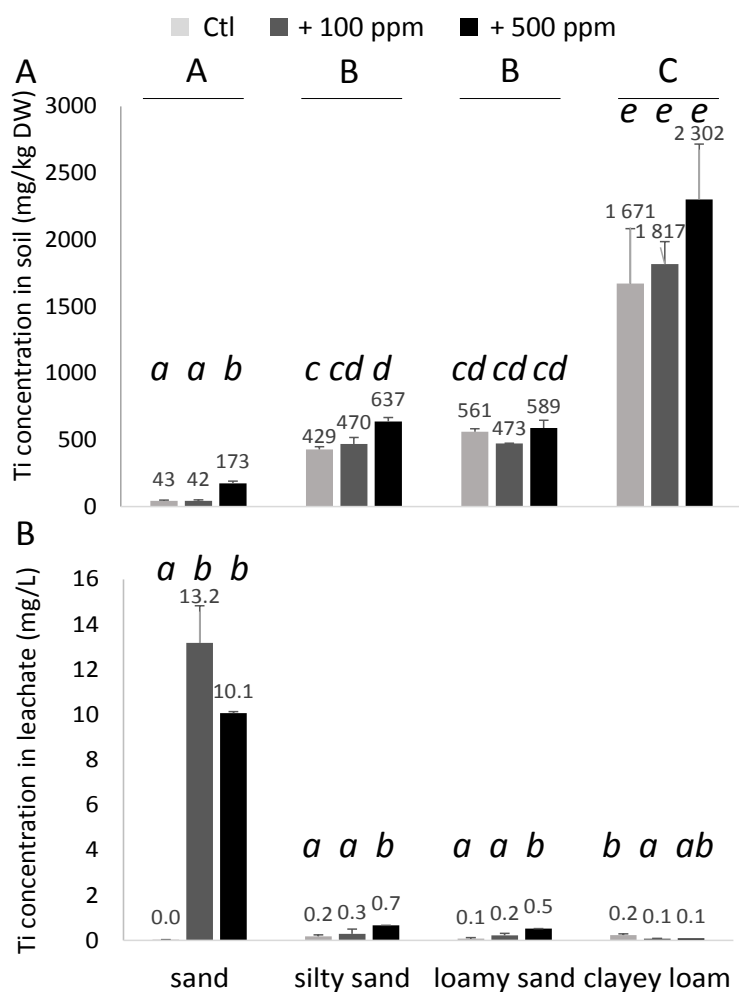 Ctl + 100 ppm + 500 ppm
A A B B C
Ti concentration in soil (mg/kg DW)
3000
2500
2000
1500
1000
500
0
a a b
43 42 173
c cd d
429 470 637
cd cd cd
561 473 589
e e e
1 671 1 817 2 302
B
Ti concentration in leachate (mg/L)
16
14
12
10
8
6
4
2
0
a b b
0.0 13.2 10.1
a a b
0.2 0.3 0.7
a a b
0.1 0.2 0.5
b a ab
0.2 0.1 0.1
sand silty sand loamy sand clayey loam